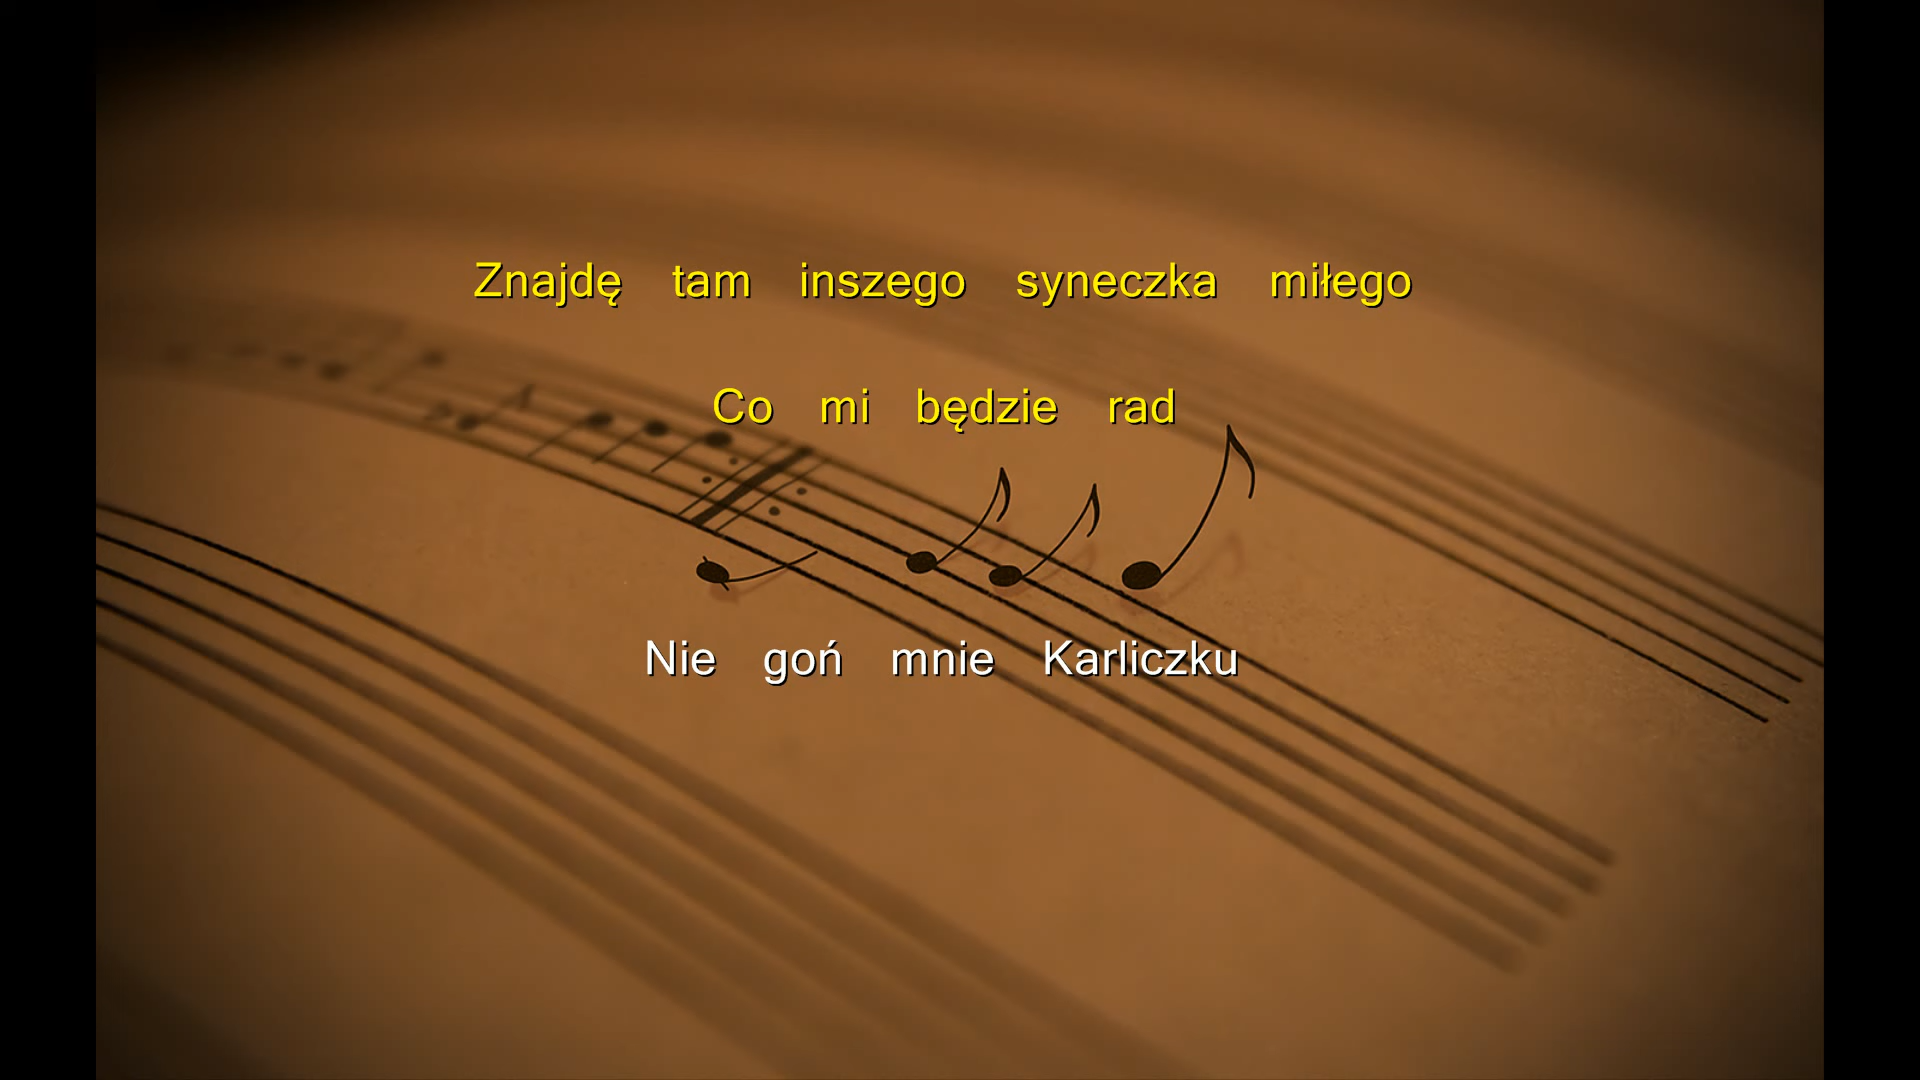 Znajdę tam inszego syneczka miłego
Co mi będzie rad
Nie goń mnie Karliczku